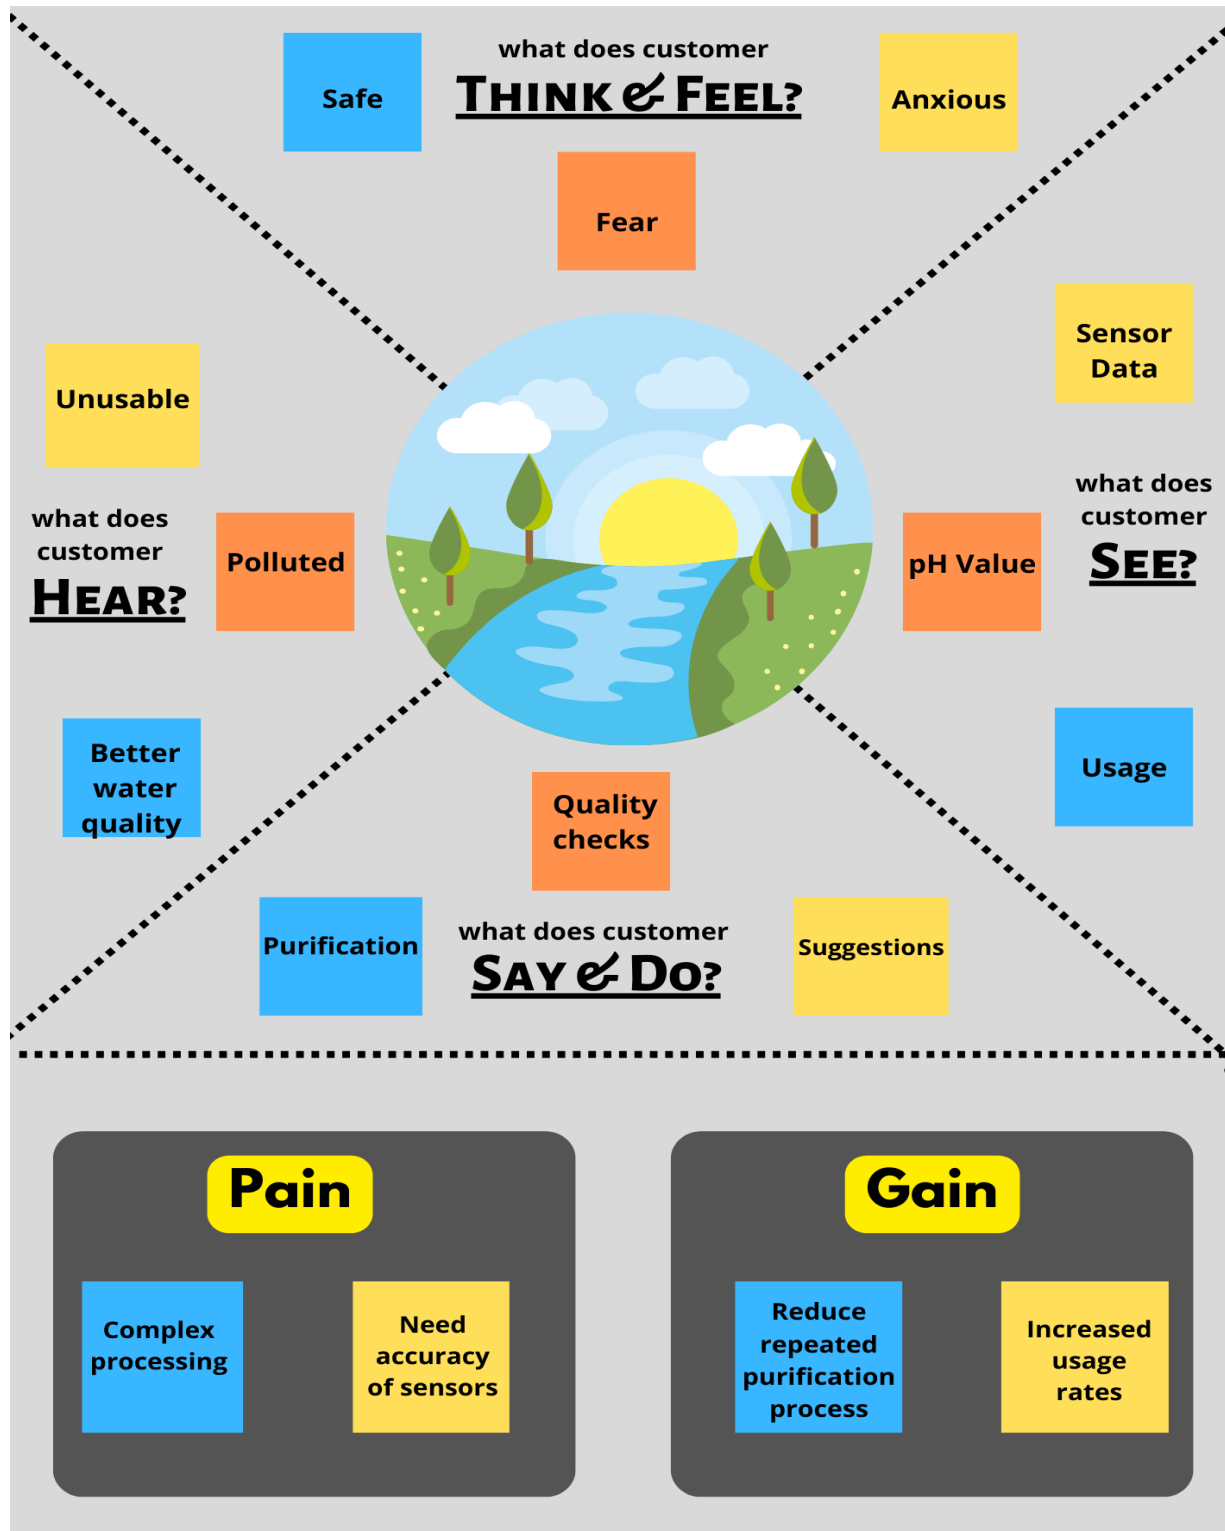 what does customer
THINK & FEEL?
Safe
Anxious
Fear
Unusable
what does
customer
HEAR?
Polluted
Better
water
quality
Sensor
Data
what does
customer
SEE?
pH Value
Usage
Quality
checks
Purification
what does customer
SAY & DO?
Suggestions
Pain
Complex
processing
Need
accuracy
of sensors
Gain
Reduce
repeated
purification
process
Increased
usage
rates